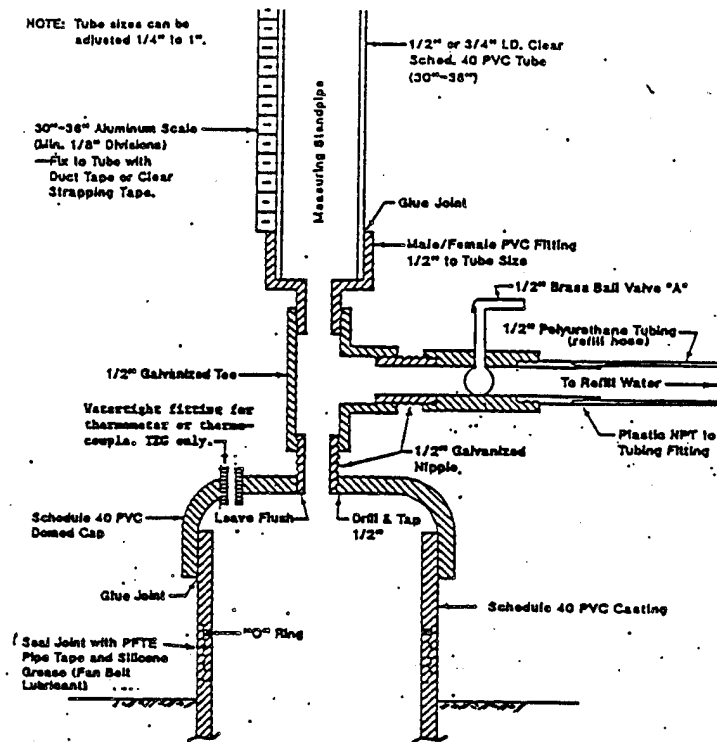 NOTE: Tube sizes can be
adjusted 1/4" to 1".
1/2" or 3/4" I.D. Clear
Sched. 40 PVC Tube
(30"-36")
30"-36" Aluminum Scale
(Min. 1/8" Divisions)
—Fix to Tube with
Duct Tape or Clear
Strapping Tape.
Measuring Standpipe
Glue Joint
Male/Female PVC Fitting
1/2" to Tube Size
1/2" Brass Ball Valve "A"
1/2" Polyurethane Tubing
(refill hose)
1/2" Galvanized Tee
To Refill Water
Watertight fitting for
thermometer or thermo-
couple. TZG only.
Plastic NPT to
Tubing Fitting
1/2" Galvanized
Nipple
Schedule 40 PVC
Domed Cap
Leave Flush
Drill & Tap
1/2"
Glue Joint
Schedule 40 PVC Casting
"O" Ring
Seal Joint with PFTE
Pipe Tape and Silicone
Grease (Fan Belt
Lubricant)